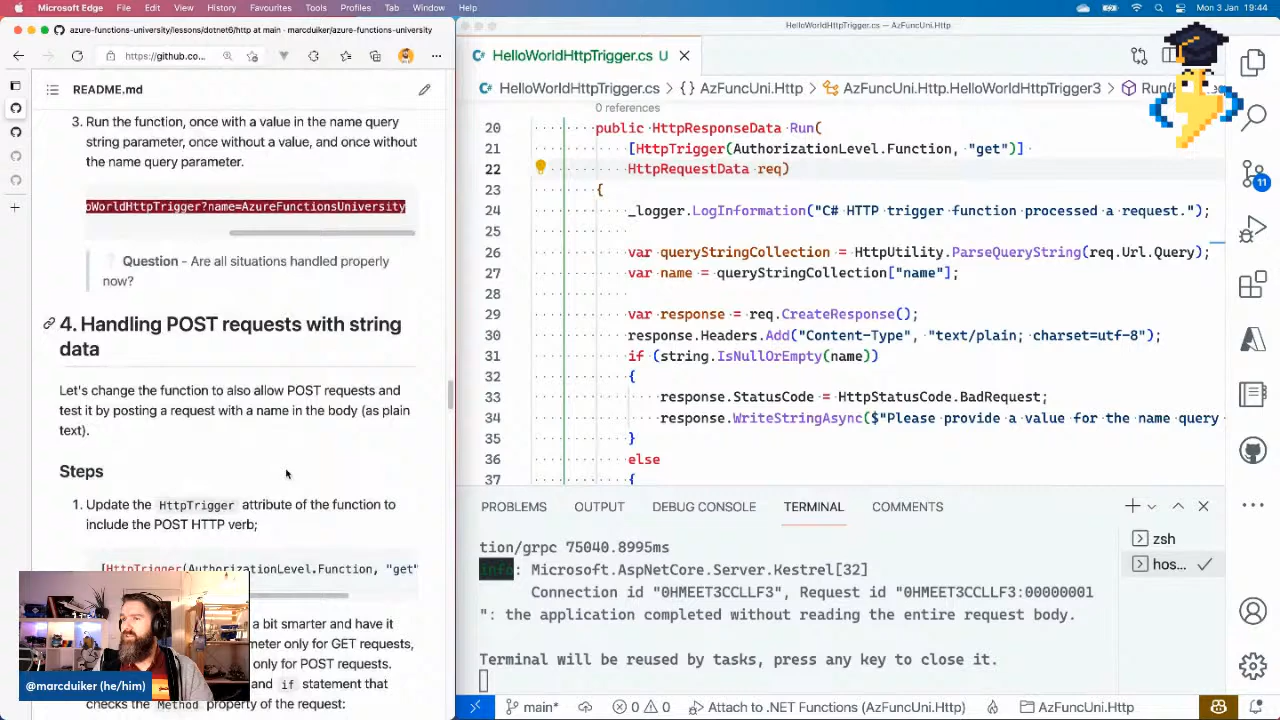 Microsoft Edge File Edit View History Favourites Tools Profiles Tab Window Help
Mon 13 Mar 19:44
azure-functions-university/lessons/dotnet6/http at main · marcduiker/azure-functions-university
https://github.co...
README.md
3. Run the function, once with a value in the name query
string parameter, once without a value, and once without
the name query parameter.
oWorldHttpTrigger?name=AzureFunctionsUniversity
Question - Are all situations handled properly
now?
4. Handling POST requests with string
data
Let's change the function to also allow POST requests and
test it by posting a request with a name in the body (as plain
text).
Steps
1. Update the HttpTrigger attribute of the function to
include the POST HTTP verb;
[HttpTrigger(AuthorizationLevel.Function, "get"
a bit smarter and have it
meter only for GET requests,
only for POST requests.
and if statement that
checks the Method property of the request:
@marcduiker (he/him)
HelloWorldHttpTrigger.cs — AzFuncUni.Http
HelloWorldHttpTrigger.cs U
HelloWorldHttpTrigger.cs > {} AzFuncUni.Http > AzFuncUni.Http.HelloWorldHttpTrigger3 > Run(
0 references
20 public HttpResponseData Run(
21 [HttpTrigger(AuthorizationLevel.Function, "get")]
22 HttpRequestData req)
23 {
24 _logger.LogInformation("C# HTTP trigger function processed a request.");
25
26 var queryStringCollection = HttpUtility.ParseQueryString(req.Url.Query);
27 var name = queryStringCollection["name"];
28
29 var response = req.CreateResponse();
30 response.Headers.Add("Content-Type", "text/plain; charset=utf-8");
31 if (string.IsNullOrEmpty(name))
32 {
33 response.StatusCode = HttpStatusCode.BadRequest;
34 response.WriteStringAsync($"Please provide a value for the name query
35 }
36 else
37 {
11
PROBLEMS OUTPUT DEBUG CONSOLE TERMINAL COMMENTS
tion/grpc 75040.8995ms
info: Microsoft.AspNetCore.Server.Kestrel[32]
Connection id "0HMEET3CCLLF3", Request id "0HMEET3CCLLF3:00000001
": the application completed without reading the entire request body.
Terminal will be reused by tasks, press any key to close it.
zsh
hos...
main* 0 0 Attach to .NET Functions (AzFuncUni.Http) AzFuncUni.Http